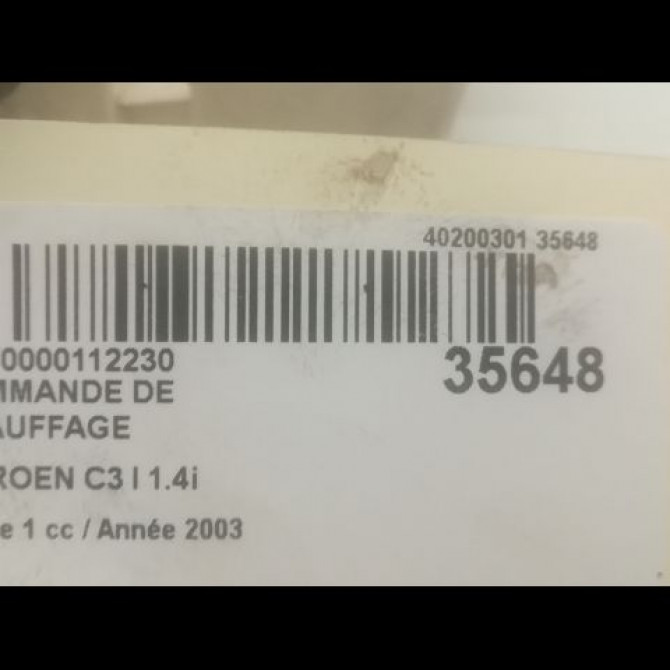 40200301 35648
0000112230
35648
MMANDE DE
AUFFAGE
ROEN C3 I 1.4i
e 1 cc / Année 2003